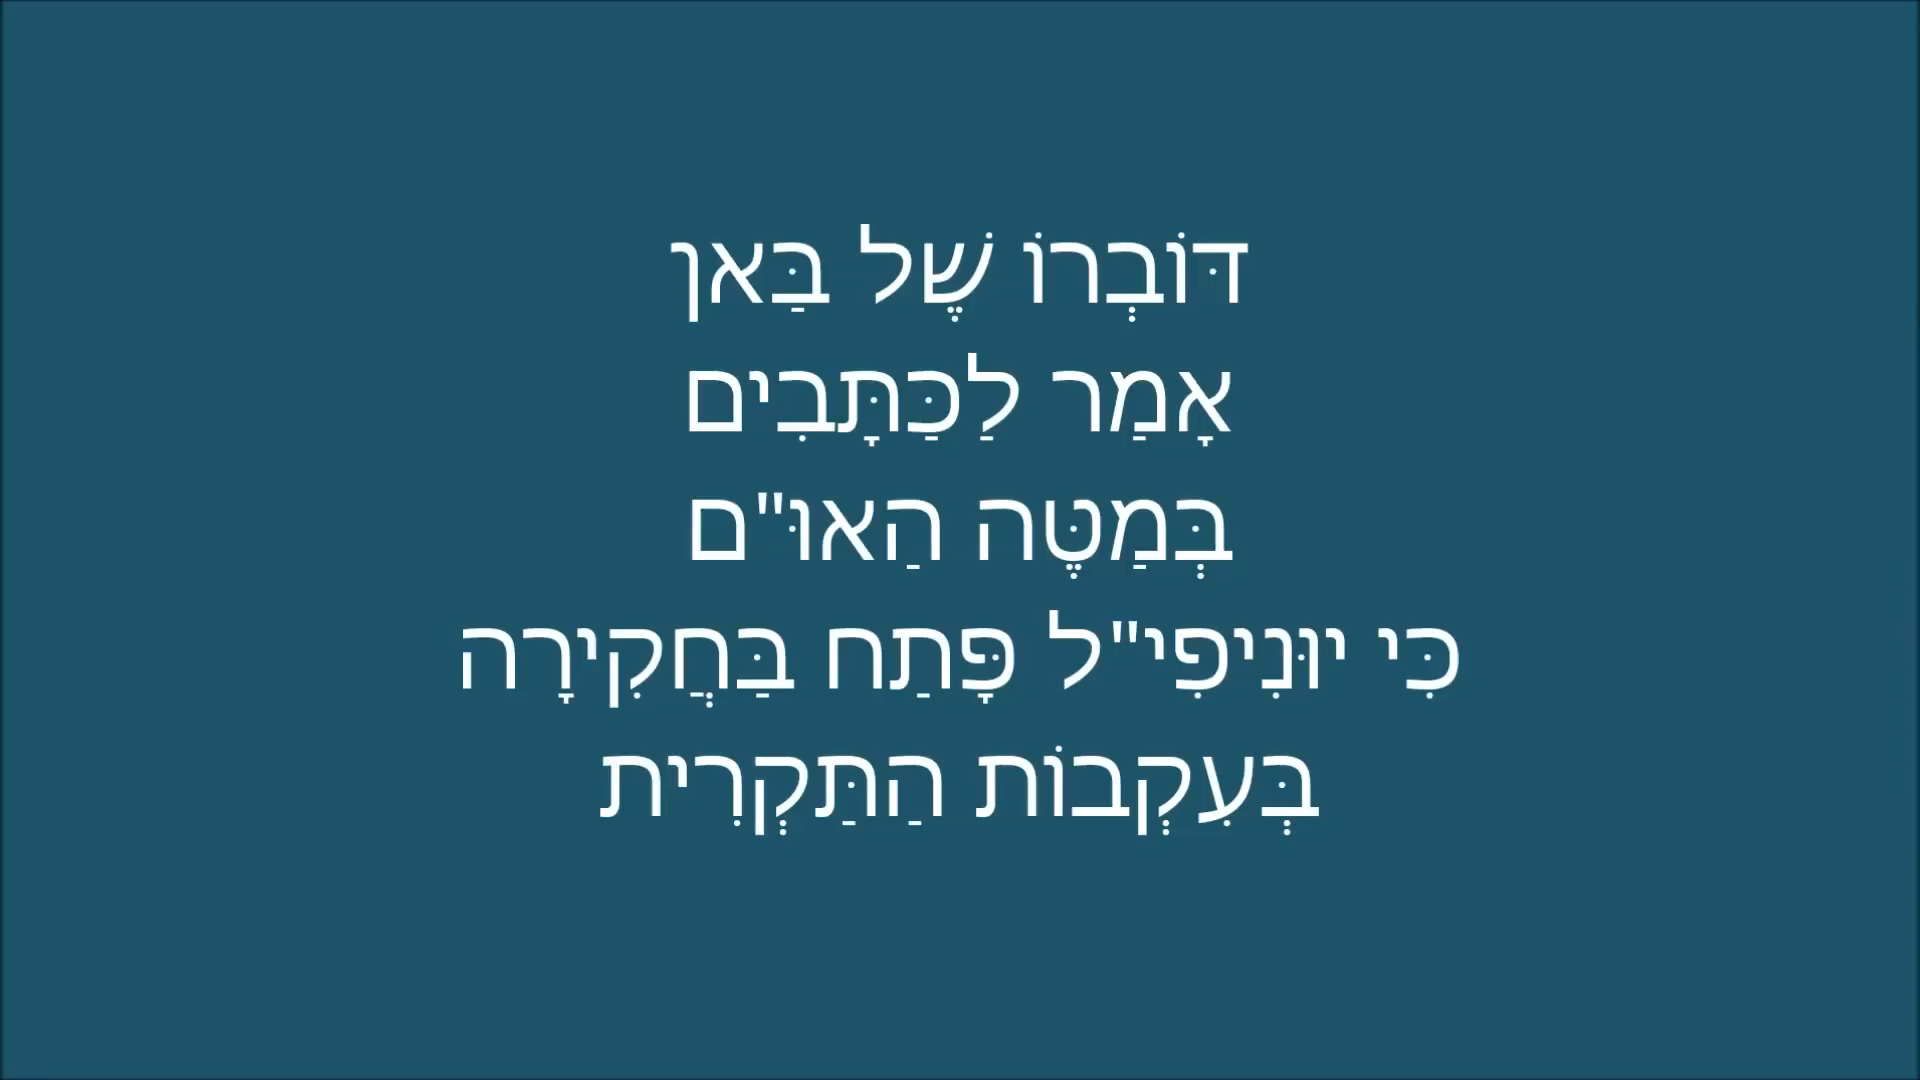 דּוֹבְרוֹ שֶׁל בַּאן
אָמַר לַכַּתָּבִים
בְּמַטֶּה הַאוּ"ם
כִּי יוּנִיפִי"ל פָּתַח בַּחֲקִירָה
בְּעִקְבוֹת הַתַּקְרִית